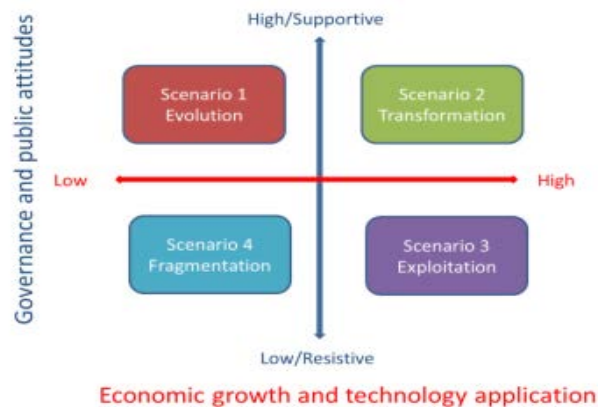 High/Supportive
Governance and public attitudes
Scenario 1
Evolution
Scenario 2
Transformation
Low
High
Scenario 4
Fragmentation
Scenario 3
Exploitation
Low/Resistive
Economic growth and technology application